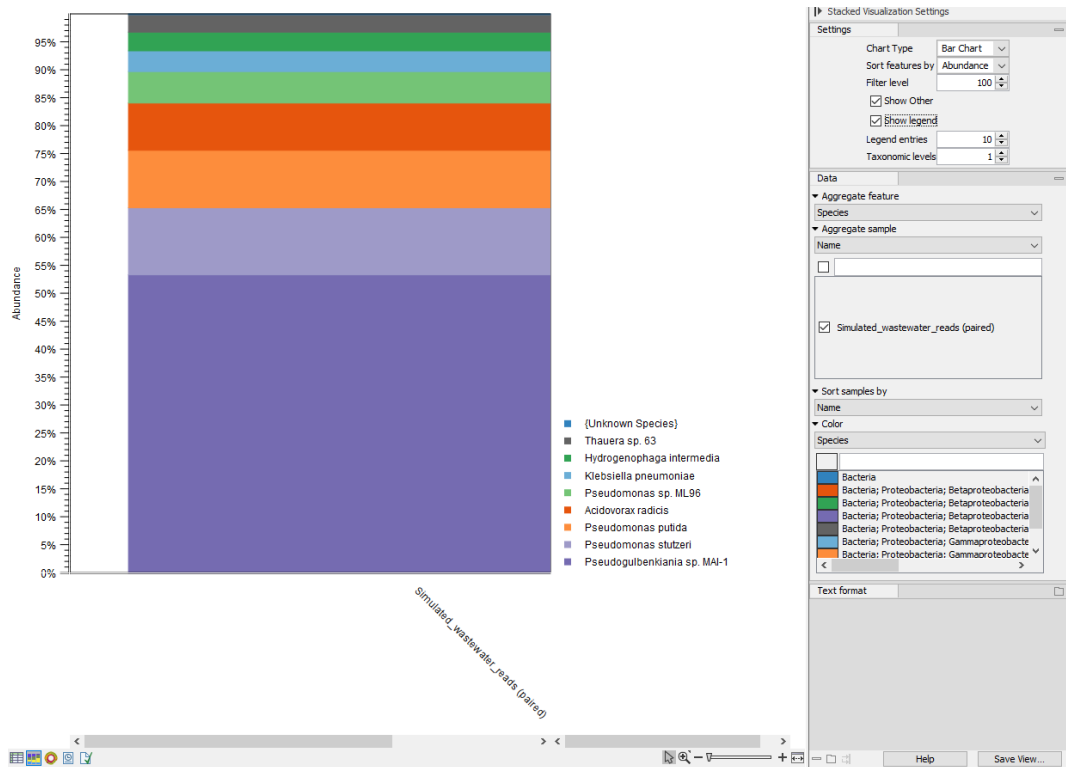 Abundance
95%
90%
85%
80%
75%
70%
65%
60%
55%
50%
45%
40%
35%
30%
25%
20%
15%
10%
5%
0%
Simulated_wastewater_reads (paired)
{Unknown Species}
Thauera sp. 63
Hydrogenophaga intermedia
Klebsiella pneumoniae
Pseudomonas sp. ML96
Acidovorax radicis
Pseudomonas putida
Pseudomonas stutzeri
Pseudogulbenkiania sp. MAI-1
Stacked Visualization Settings
Settings
Chart Type Bar Chart
Sort features by Abundance
Filter level 100
Show Other
Show legend
Legend entries 10
Taxonomic levels 1
Data
Aggregate feature
Species
Aggregate sample
Name
Simulated_wastewater_reads (paired)
Sort samples by
Name
Color
Species
Bacteria
Bacteria; Proteobacteria; Betaproteobacteria
Bacteria; Proteobacteria; Betaproteobacteria
Bacteria; Proteobacteria; Betaproteobacteria
Bacteria; Proteobacteria; Betaproteobacteria
Bacteria; Proteobacteria; Gammaproteobacte
Bacteria; Proteobacteria; Gammaproteobacte
Text format
Help Save View...